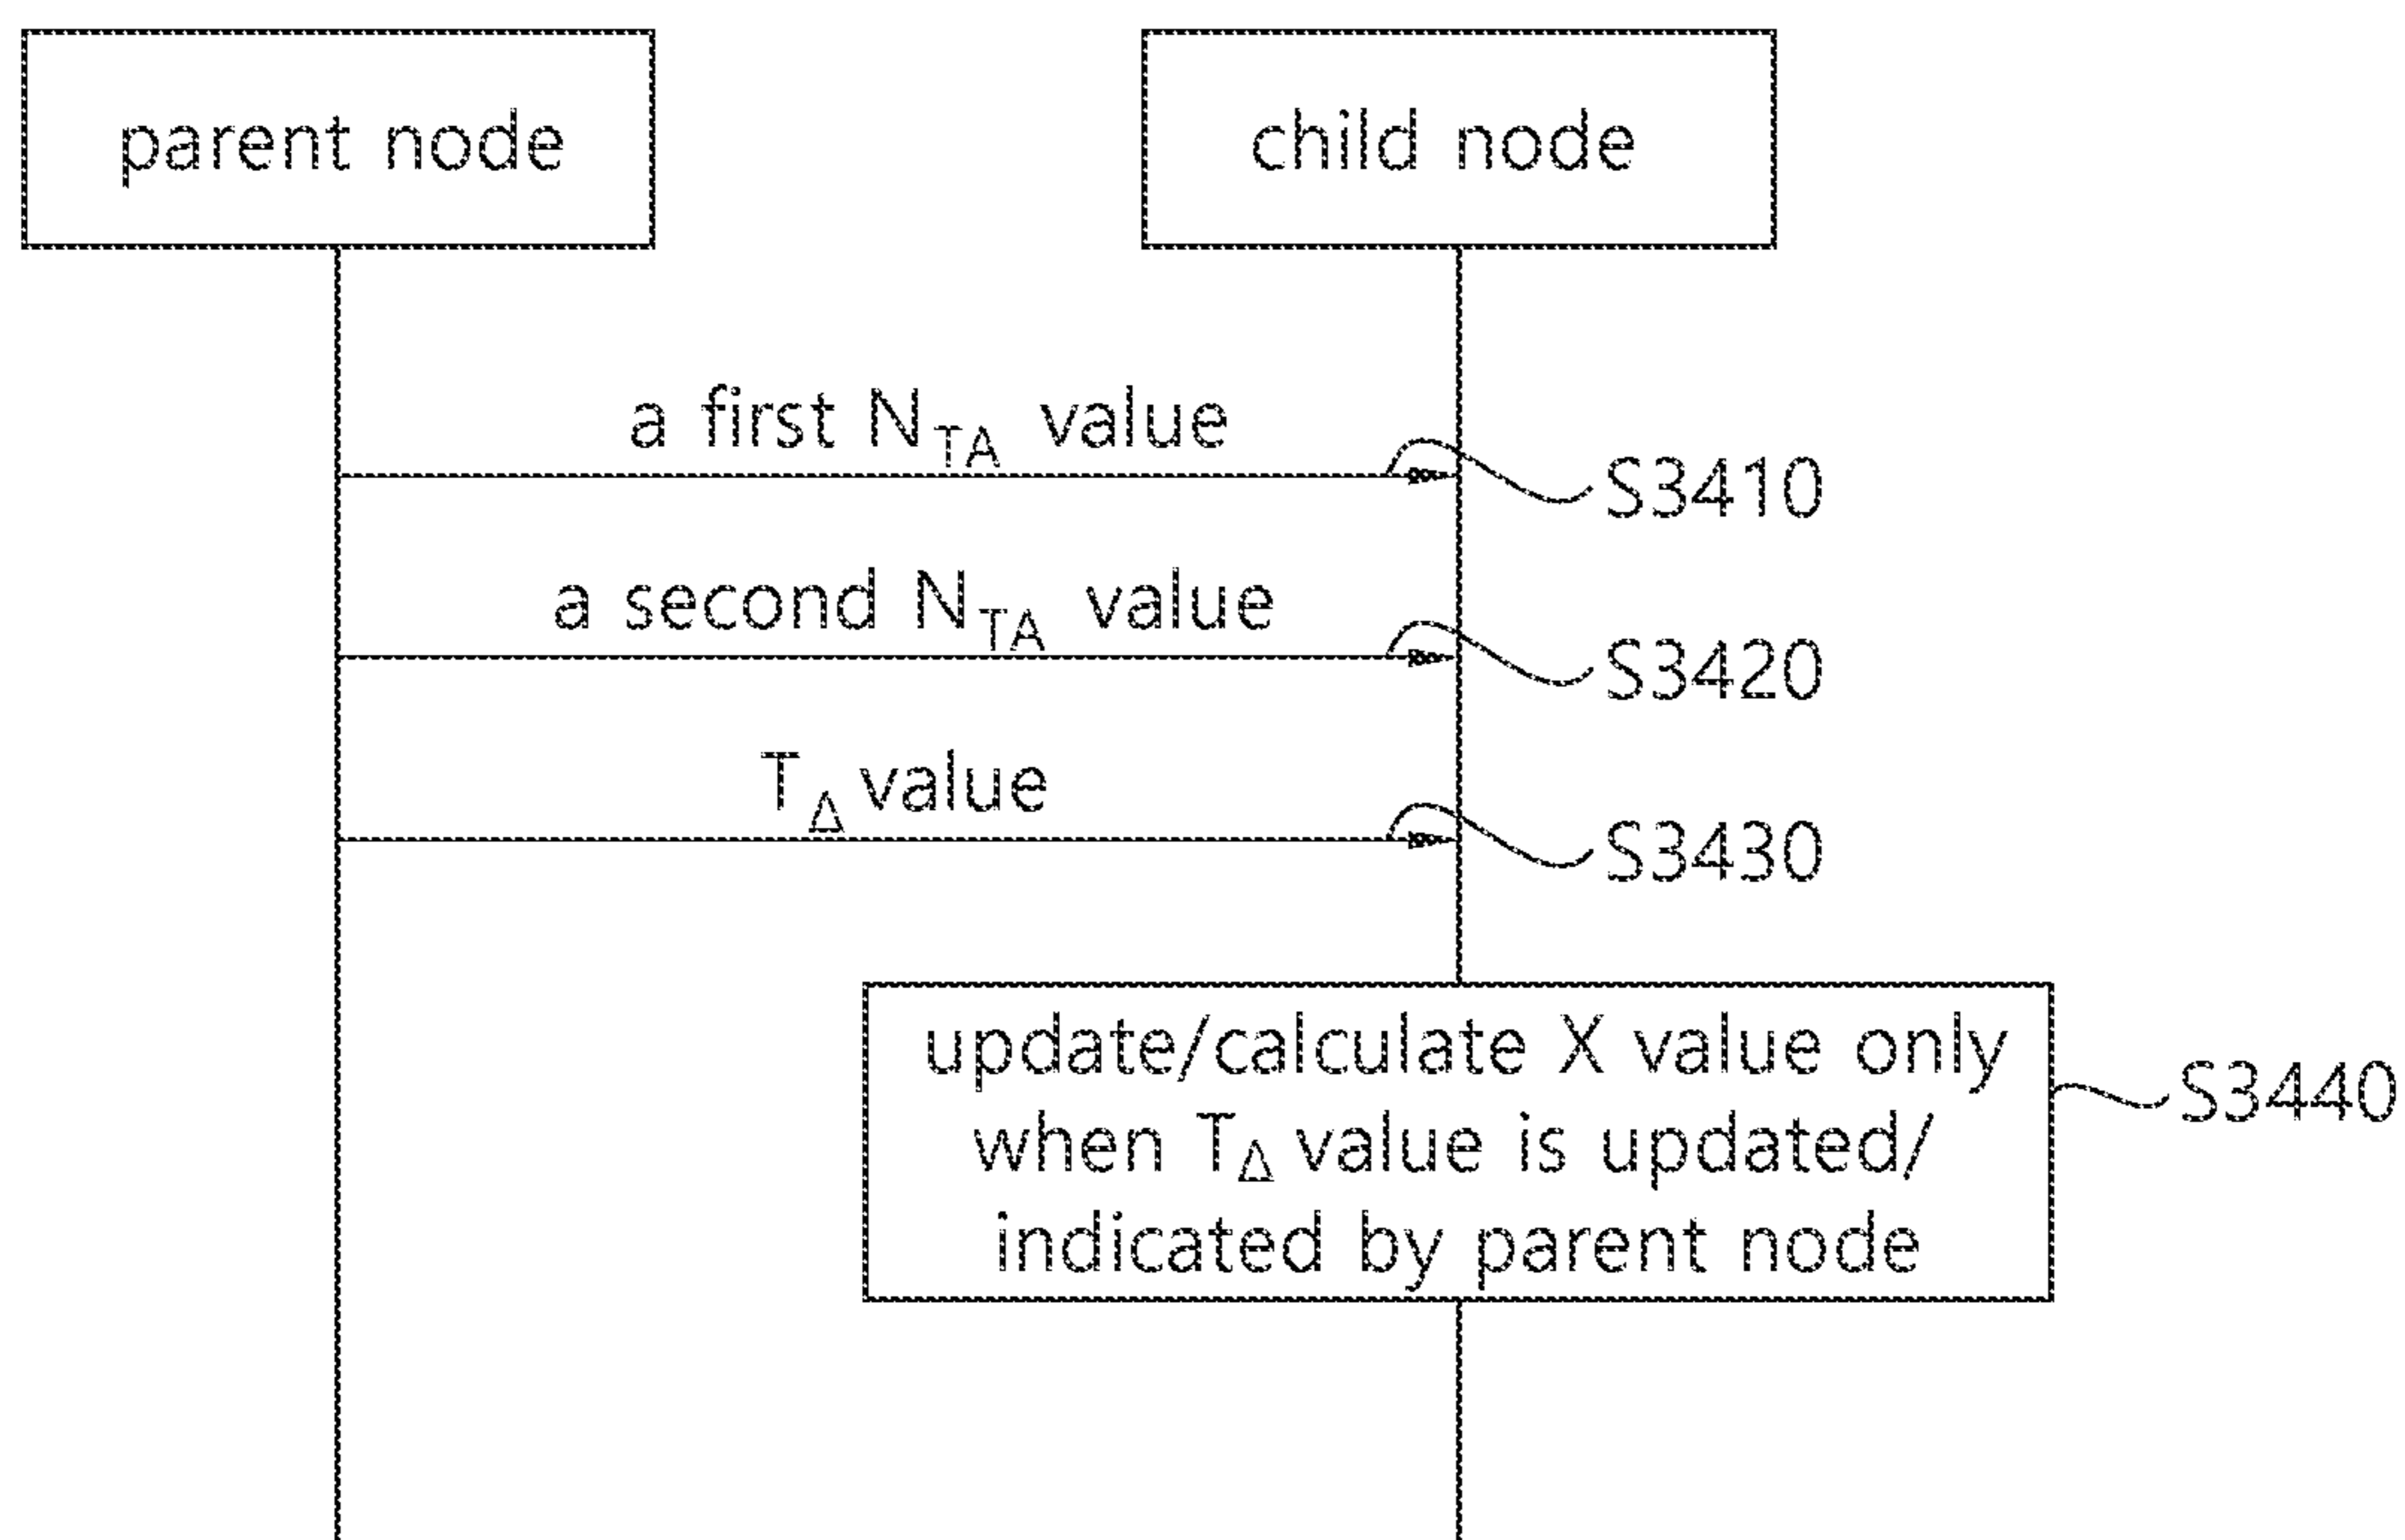 parent node
child node
a first N_TA value
S3410
a second N_TA value
S3420
T_Δ value
S3430
update/calculate X value only
when T_Δ value is updated/
indicated by parent node
S3440